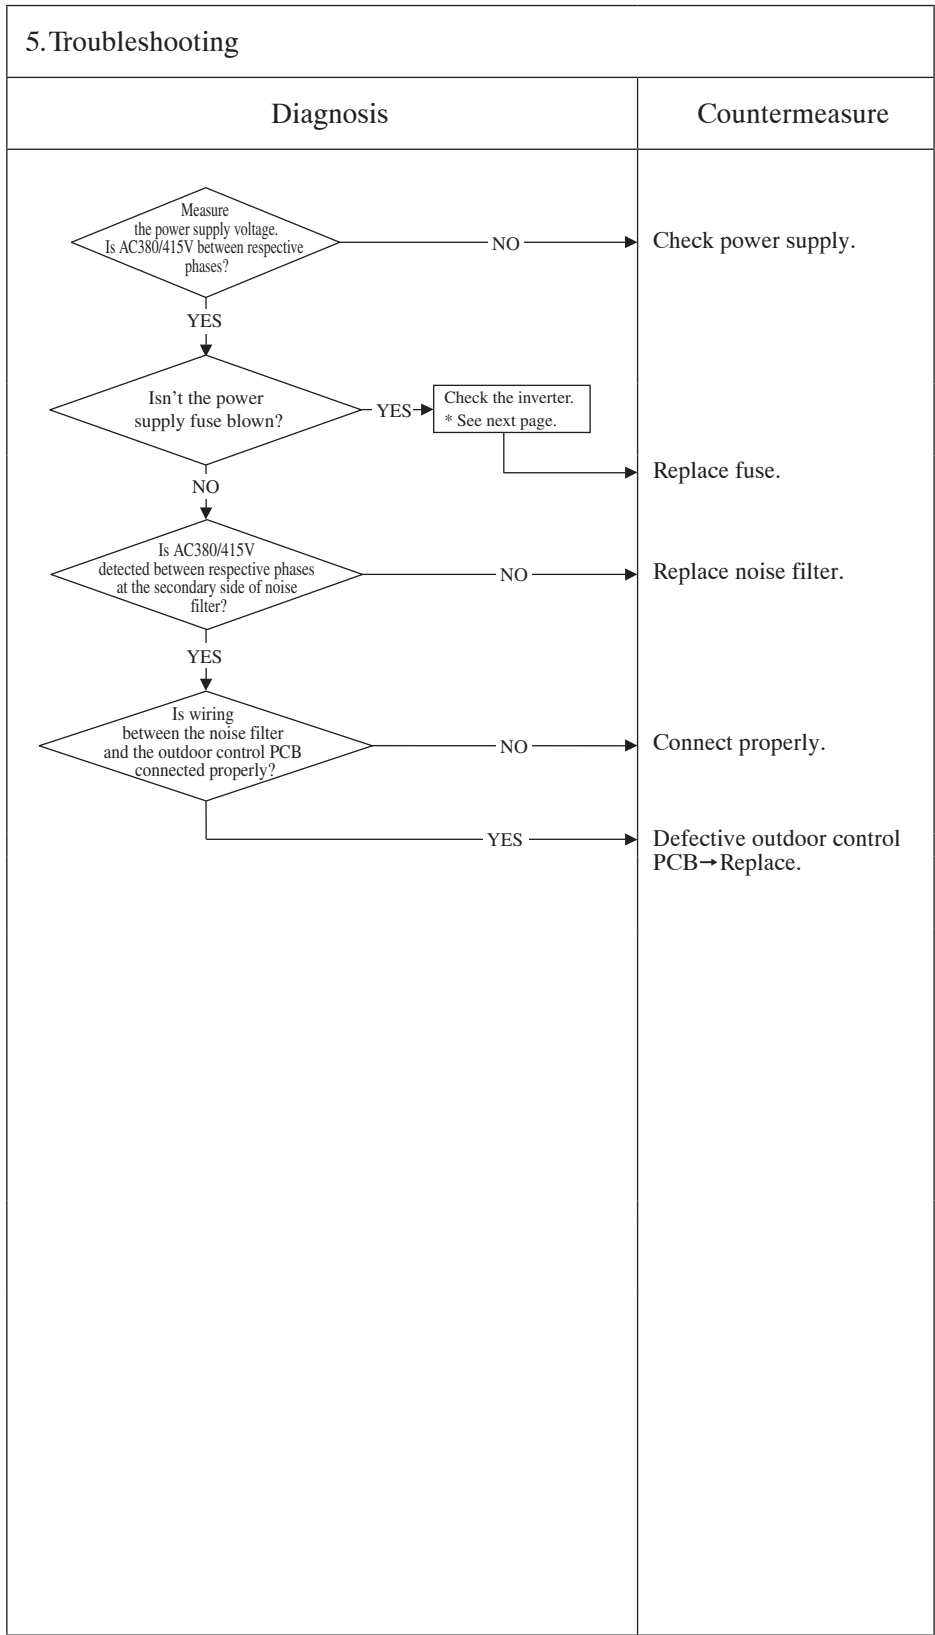 5.Troubleshooting
Diagnosis
Countermeasure
Measure
the power supply voltage.
Is AC380/415V between respective
phases?
NO
Check power supply.
YES
Isn't the power
supply fuse blown?
YES
Check the inverter.
* See next page.
Replace fuse.
NO
Is AC380/415V
detected between respective phases
at the secondary side of noise
filter?
NO
Replace noise filter.
YES
Is wiring
between the noise filter
and the outdoor control PCB
connected properly?
NO
Connect properly.
YES
Defective outdoor control
PCB→Replace.